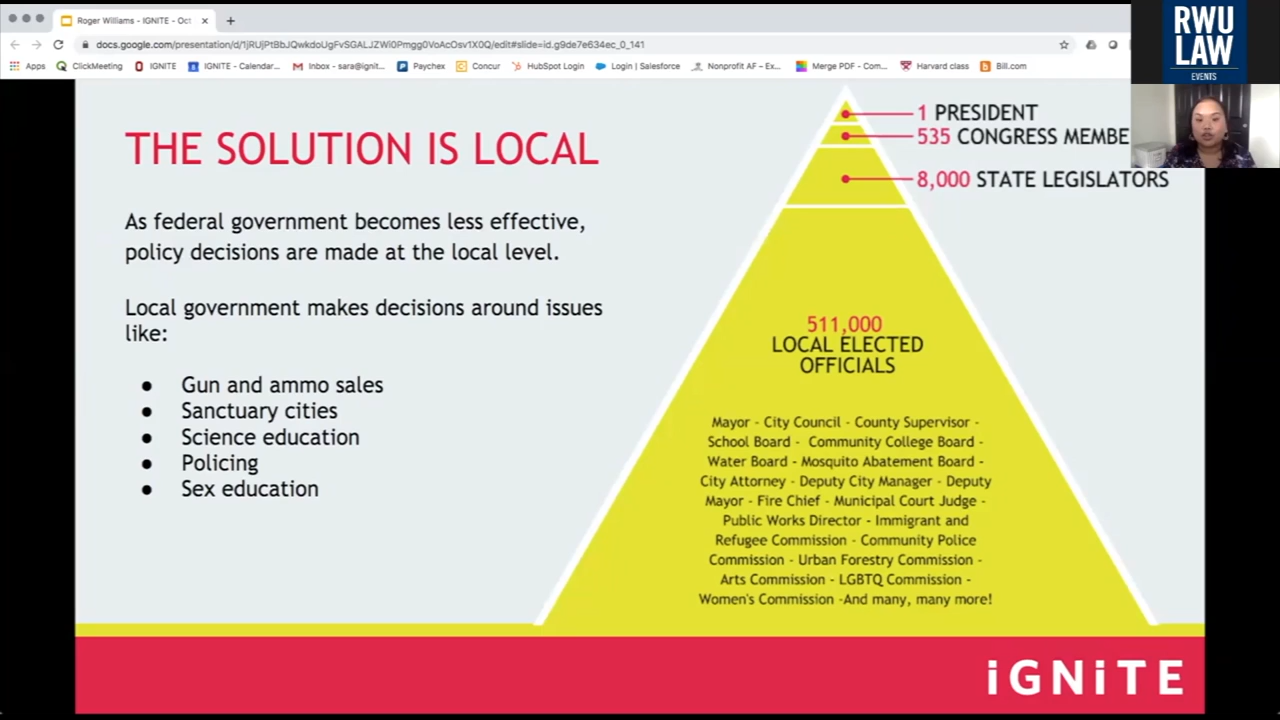 Roger Williams - IGNITE - Oct
docs.google.com/presentation/d/1jRUjPtBbJQwkdoUgFvSGALJZWl0Pmgg0VoAcOsv1X0Q/edit#slide=id.g9de7e634ec_0_141
Apps ClickMeeting IGNITE IGNITE - Calendar... Inbox - sara@ignit... Paychex Concur HubSpot Login Login | Salesforce Nonprofit AF – Ex... Merge PDF - Com... Harvard class Bill.com
RWU
LAW
EVENTS
THE SOLUTION IS LOCAL
As federal government becomes less effective,
policy decisions are made at the local level.
Local government makes decisions around issues
like:
● Gun and ammo sales
● Sanctuary cities
● Science education
● Policing
● Sex education
1 PRESIDENT
535 CONGRESS MEMBE
8,000 STATE LEGISLATORS
511,000
LOCAL ELECTED
OFFICIALS
Mayor - City Council - County Supervisor -
School Board - Community College Board -
Water Board - Mosquito Abatement Board -
City Attorney - Deputy City Manager - Deputy
Mayor - Fire Chief - Municipal Court Judge -
Public Works Director - Immigrant and
Refugee Commission - Community Police
Commission - Urban Forestry Commission -
Arts Commission - LGBTQ Commission -
Women's Commission -And many, many more!
iGNiTE